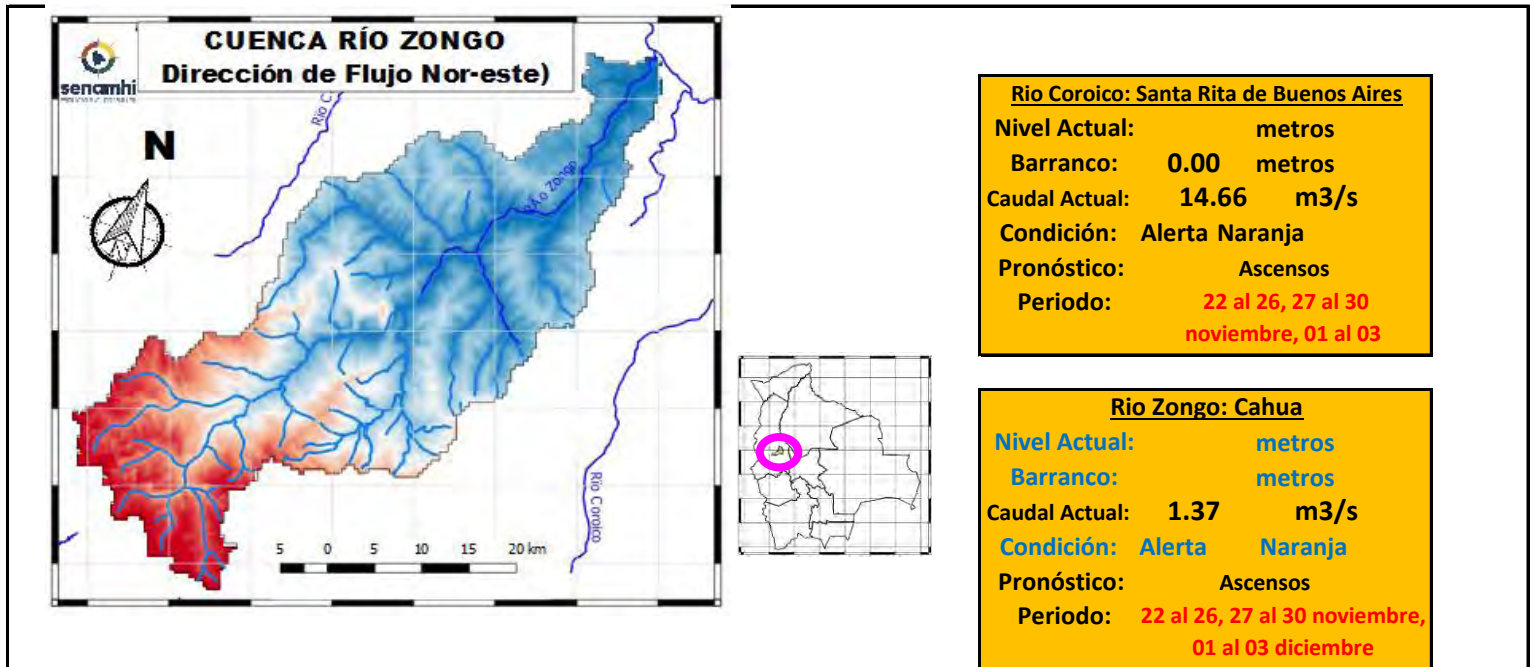 CUENCA RÍO ZONGO
Dirección de Flujo Nor-este)
senamhi
N
Río Zongo
Río Coroico
5 0 5 10 15 20 km
Rio Coroico: Santa Rita de Buenos Aires
Nivel Actual: metros
Barranco: 0.00 metros
Caudal Actual: 14.66 m3/s
Condición: Alerta Naranja
Pronóstico: Ascensos
Periodo: 22 al 26, 27 al 30
noviembre, 01 al 03
Rio Zongo: Cahua
Nivel Actual: metros
Barranco: metros
Caudal Actual: 1.37 m3/s
Condición: Alerta Naranja
Pronóstico: Ascensos
Periodo: 22 al 26, 27 al 30 noviembre,
01 al 03 diciembre